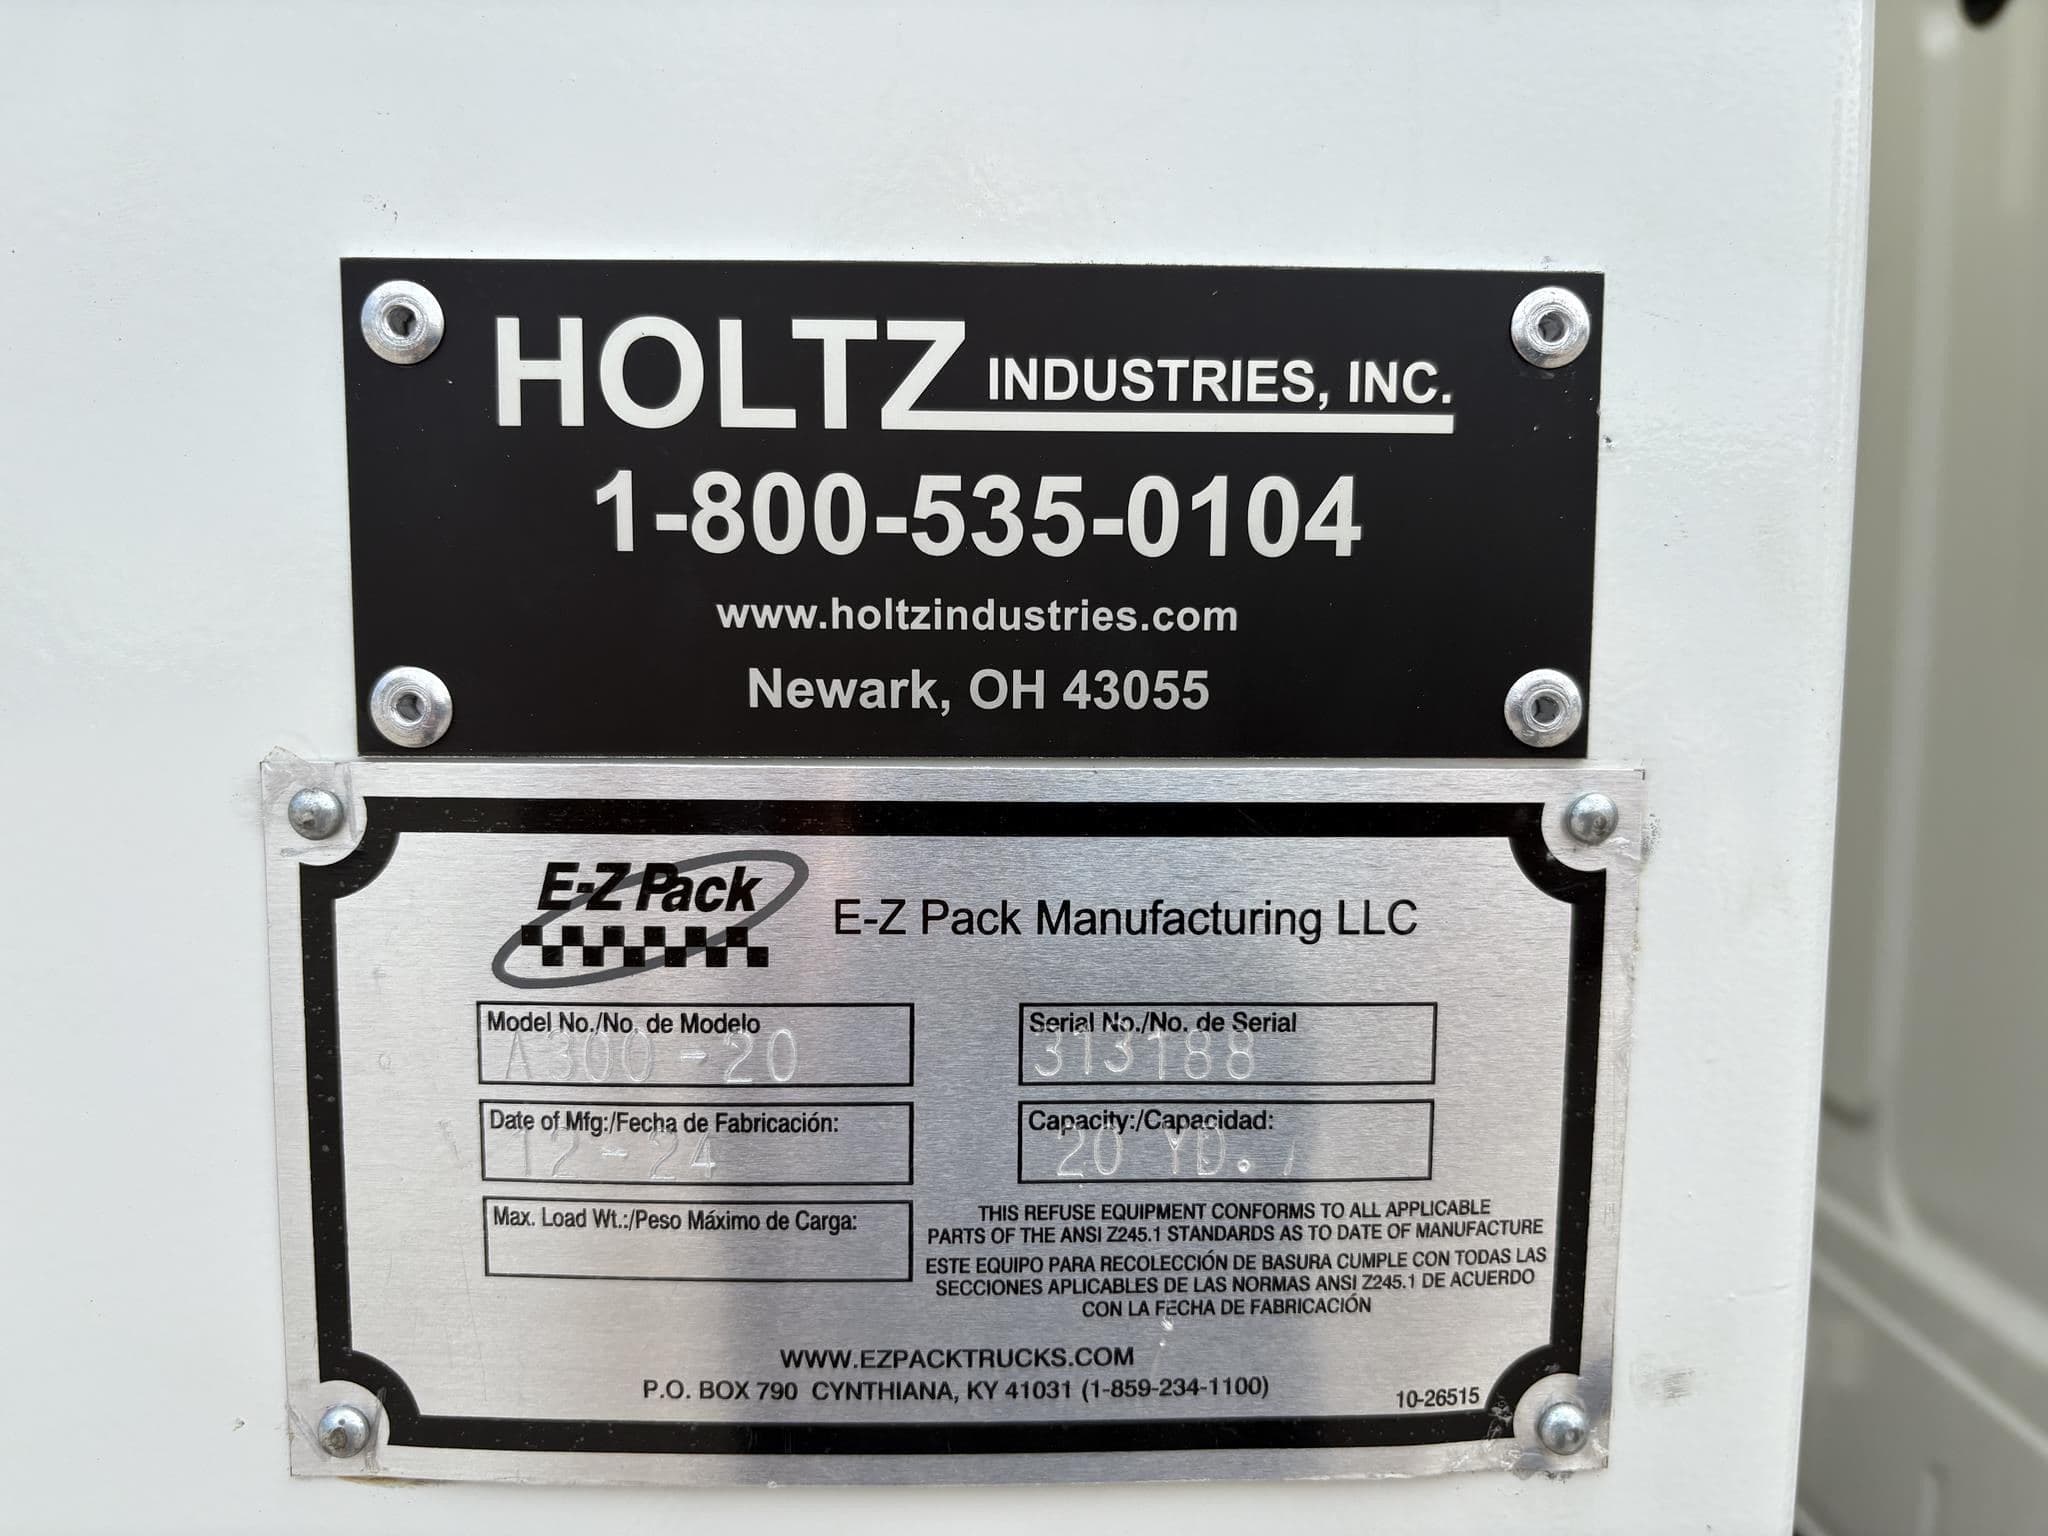 HOLTZ INDUSTRIES, INC.
1-800-535-0104
www.holtzindustries.com
Newark, OH 43055
E-Z Pack
E-Z Pack Manufacturing LLC
Model No./No. de Modelo
A300-20
Serial No./No. de Serial
313188
Date of Mfg:/Fecha de Fabricación:
12-24
Capacity:/Capacidad:
20 YD.
Max. Load Wt.:/Peso Máximo de Carga:
THIS REFUSE EQUIPMENT CONFORMS TO ALL APPLICABLE
PARTS OF THE ANSI Z245.1 STANDARDS AS TO DATE OF MANUFACTURE
ESTE EQUIPO PARA RECOLECCIÓN DE BASURA CUMPLE CON TODAS LAS
SECCIONES APLICABLES DE LAS NORMAS ANSI Z245.1 DE ACUERDO
CON LA FECHA DE FABRICACIÓN
WWW.EZPACKTRUCKS.COM
P.O. BOX 790 CYNTHIANA, KY 41031 (1-859-234-1100)
10-26515